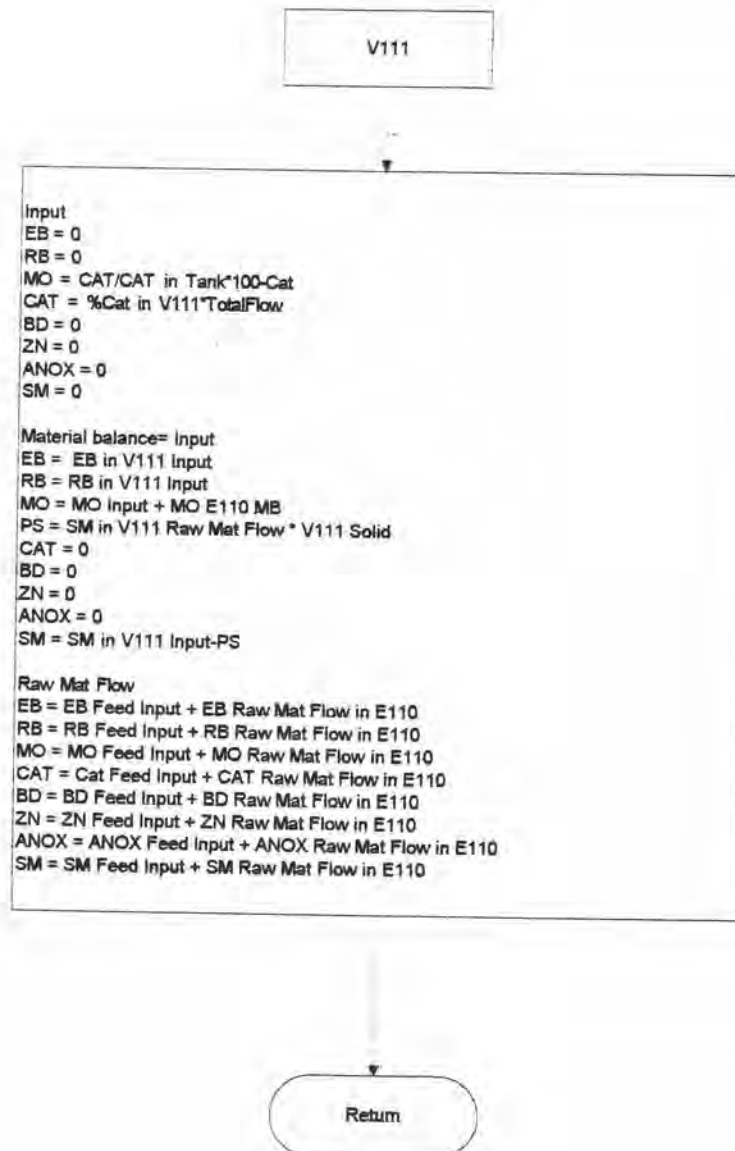 V111
Input
EB = 0
RB = 0
MO = CAT/CAT in Tank*100-Cat
CAT = %Cat in V111*TotalFlow
BD = 0
ZN = 0
ANOX = 0
SM = 0
Material balance= Input
EB = EB in V111 Input
RB = RB in V111 Input
MO = MO Input + MO E110 MB
PS = SM in V111 Raw Mat Flow * V111 Solid
CAT = 0
BD = 0
ZN = 0
ANOX = 0
SM = SM in V111 Input-PS
Raw Mat Flow
EB = EB Feed Input + EB Raw Mat Flow in E110
RB = RB Feed Input + RB Raw Mat Flow in E110
MO = MO Feed Input + MO Raw Mat Flow in E110
CAT = Cat Feed Input + CAT Raw Mat Flow in E110
BD = BD Feed Input + BD Raw Mat Flow in E110
ZN = ZN Feed Input + ZN Raw Mat Flow in E110
ANOX = ANOX Feed Input + ANOX Raw Mat Flow in E110
SM = SM Feed Input + SM Raw Mat Flow in E110
Return